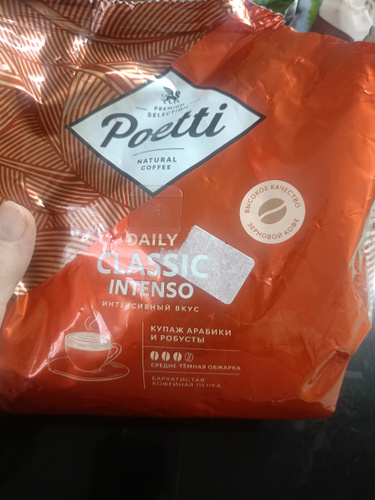 PREMIUM
SELECTION
Poetti
NATURAL
COFFEE
ВЫСОКОЕ КАЧЕСТВО
ЗЕРНОВОЙ КОФЕ
DAILY
CLASSIC
INTENSO
ИНТЕНСИВНЫЙ ВКУС
КУПАЖ АРАБИКИ
И РОБУСТЫ
СРЕДНЕ-ТЁМНАЯ ОБЖАРКА
БАРХАТИСТАЯ
КОФЕЙНАЯ ПЕНКА